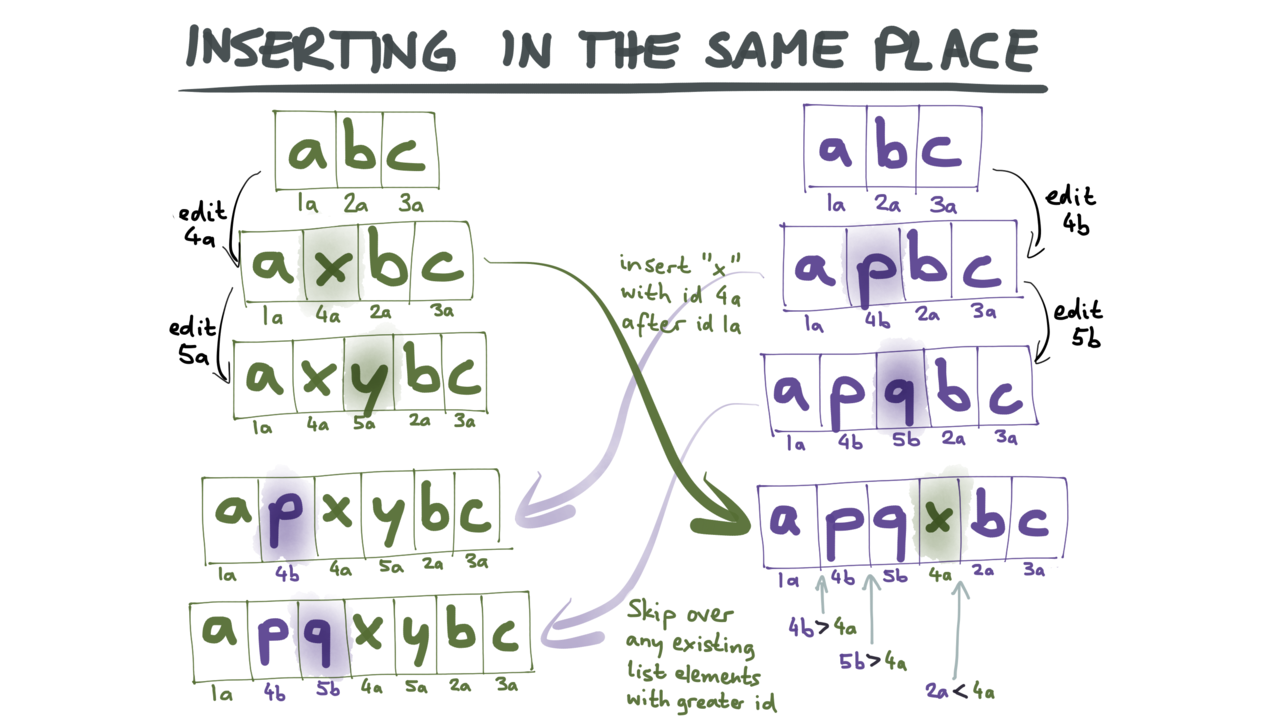 INSERTING IN THE SAME PLACE
a b c
1a 2a 3a
edit
4a
a x b c
1a 4a 2a 3a
edit
5a
a x y b c
1a 4a 5a 2a 3a
a p x y b c
1a 4b 4a 5a 2a 3a
a p q x y b c
1a 4b 5b 4a 5a 2a 3a
insert "x"
with id 4a
after id 1a
Skip over
any existing
list elements
with greater id
a b c
1a 2a 3a
edit
4b
a p b c
1a 4b 2a 3a
edit
5b
a p q b c
1a 4b 5b 2a 3a
a p q x b c
1a 4b 5b 4a 2a 3a
4b > 4a
5b > 4a
2a < 4a